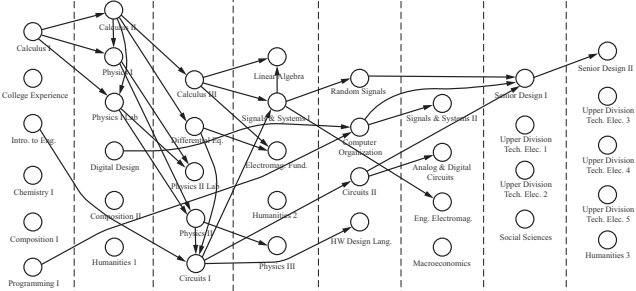 Calculus I
College Experience
Intro. to Eng.
Chemistry I
Composition I
Programming I
Calculus II
Physics I
Physics I Lab
Digital Design
Composition II
Humanities 1
Calculus III
Differential Eq.
Physics II Lab
Physics II
Circuits I
Linear Algebra
Signals & Systems I
Electromag. Fund.
Humanities 2
Physics III
Random Signals
Computer
Organization
Circuits II
HW Design Lang.
Signals & Systems II
Analog & Digital
Circuits
Eng. Electromag.
Macroeconomics
Senior Design I
Upper Division
Tech. Elec. 1
Upper Division
Tech. Elec. 2
Social Sciences
Senior Design II
Upper Division
Tech. Elec. 3
Upper Division
Tech. Elec. 4
Upper Division
Tech. Elec. 5
Humanities 3